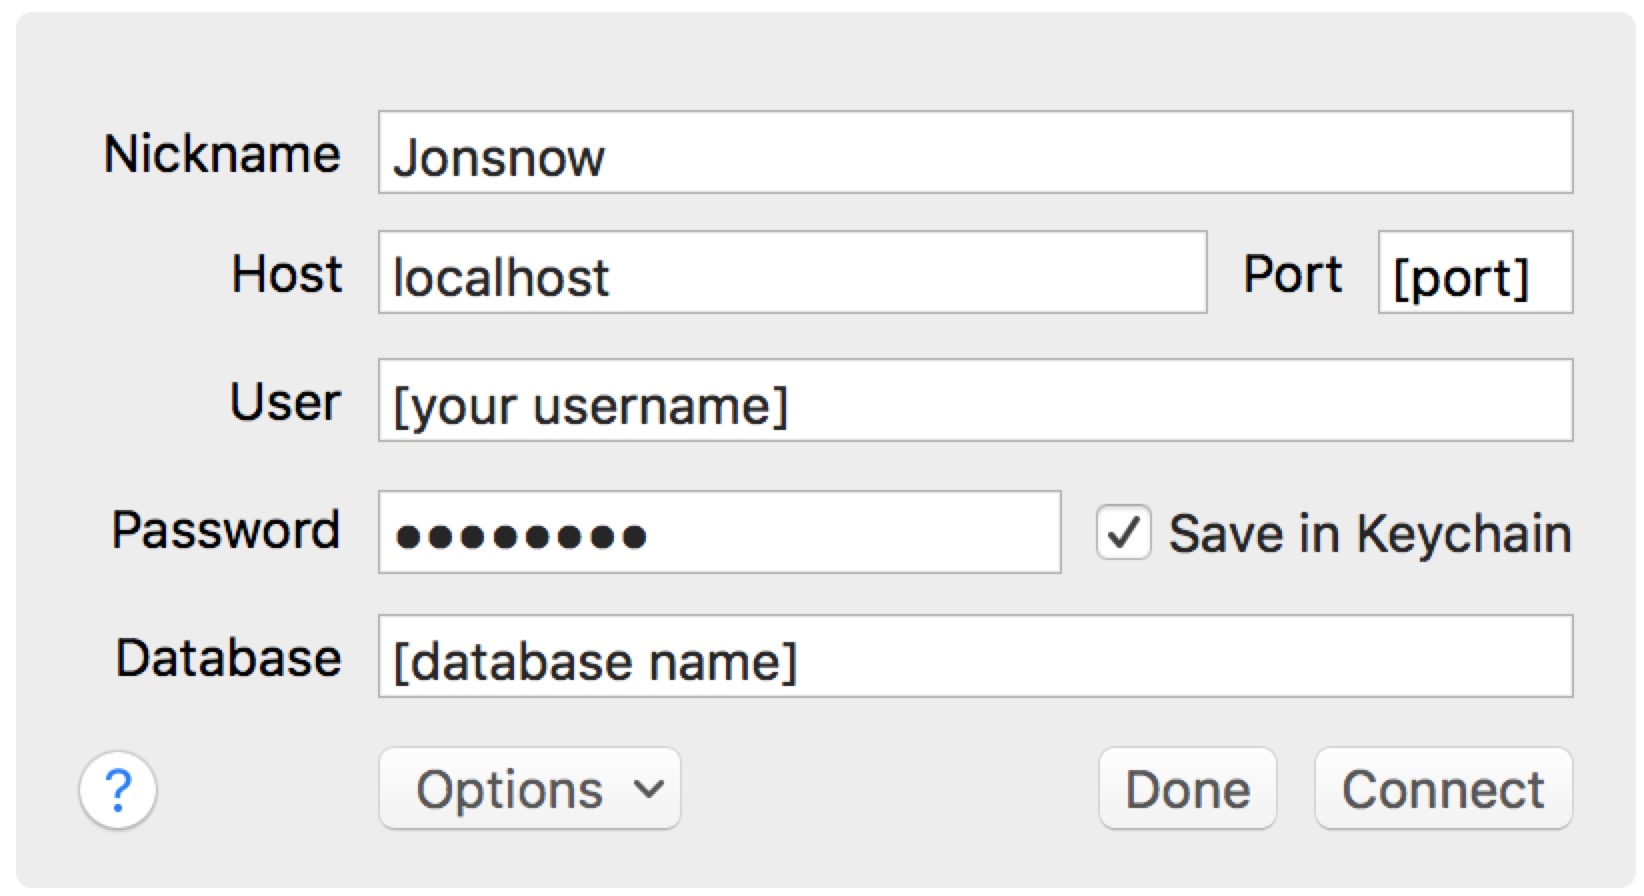 Nickname Jonsnow
Host localhost Port [port]
User [your username]
Password ●●●●●●●● Save in Keychain
Database [database name]
? Options Done Connect